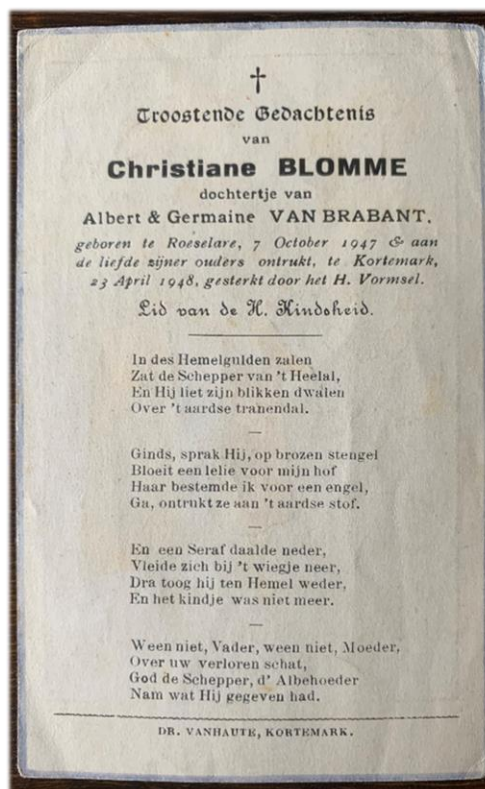 Troostende Gedachtenis
van
Christiane BLOMME
dochtertje van
Albert & Germaine VAN BRABANT,
geboren te Roeselare, 7 October 1947 & aan
de liefde zijner ouders ontrukt, te Kortemark,
23 April 1948, gesterkt door het H. Vormsel.
Lid van de H. Kindsheid.
In des Hemelgulden zalen
Zat de Schepper van 't Heelal,
En Hij liet zijn blikken dwalen
Over 't aardse tranendal.
—
Ginds, sprak Hij, op brozen stengel
Bloeit een lelie voor mijn hof
Haar bestemde ik voor een engel,
Ga, ontrukt ze aan 't aardse stof.
—
En een Seraf daalde neder,
Vleide zich bij 't wiegje neer,
Dra toog hij ten Hemel weder,
En het kindje was niet meer.
—
Ween niet, Vader, ween niet, Moeder,
Over uw verloren schat,
God de Schepper, d' Albehoeder
Nam wat Hij gegeven had.
DR. VANHAUTE, KORTEMARK.